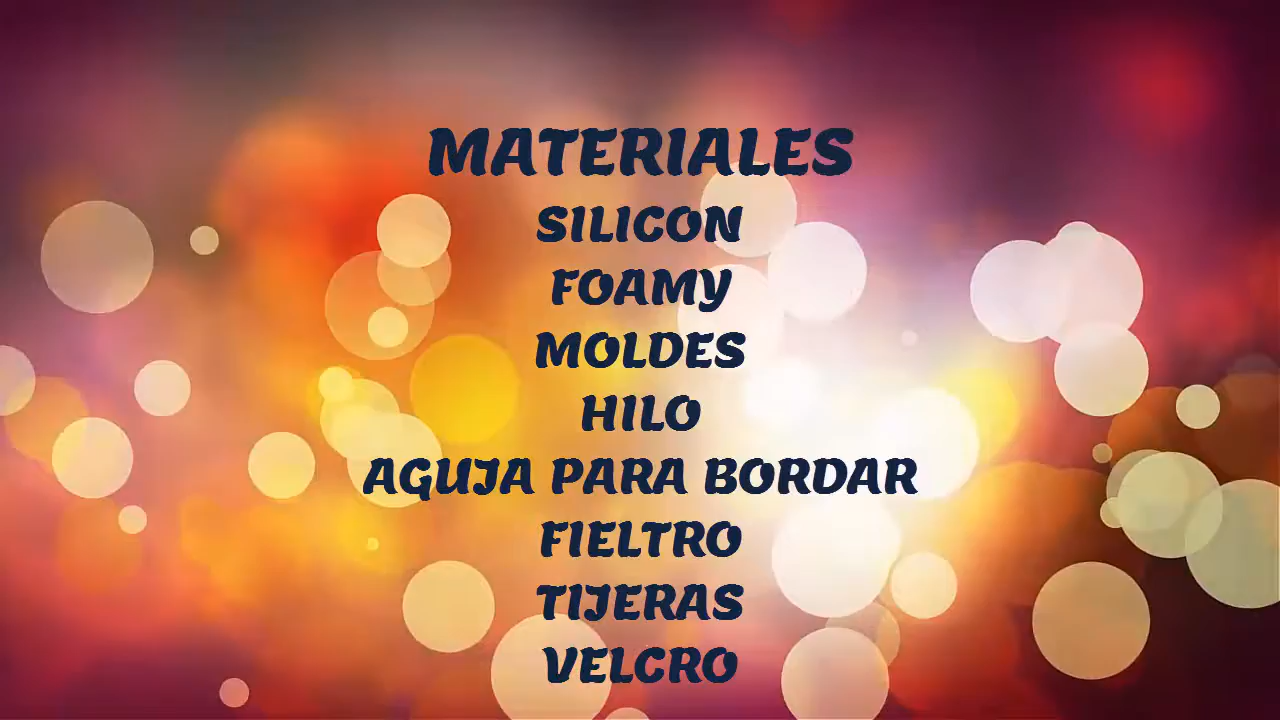 MATERIALES
SILICON
FOAMY
MOLDES
HILO
AGUJA PARA BORDAR
FIELTRO
TIJERAS
VELCRO